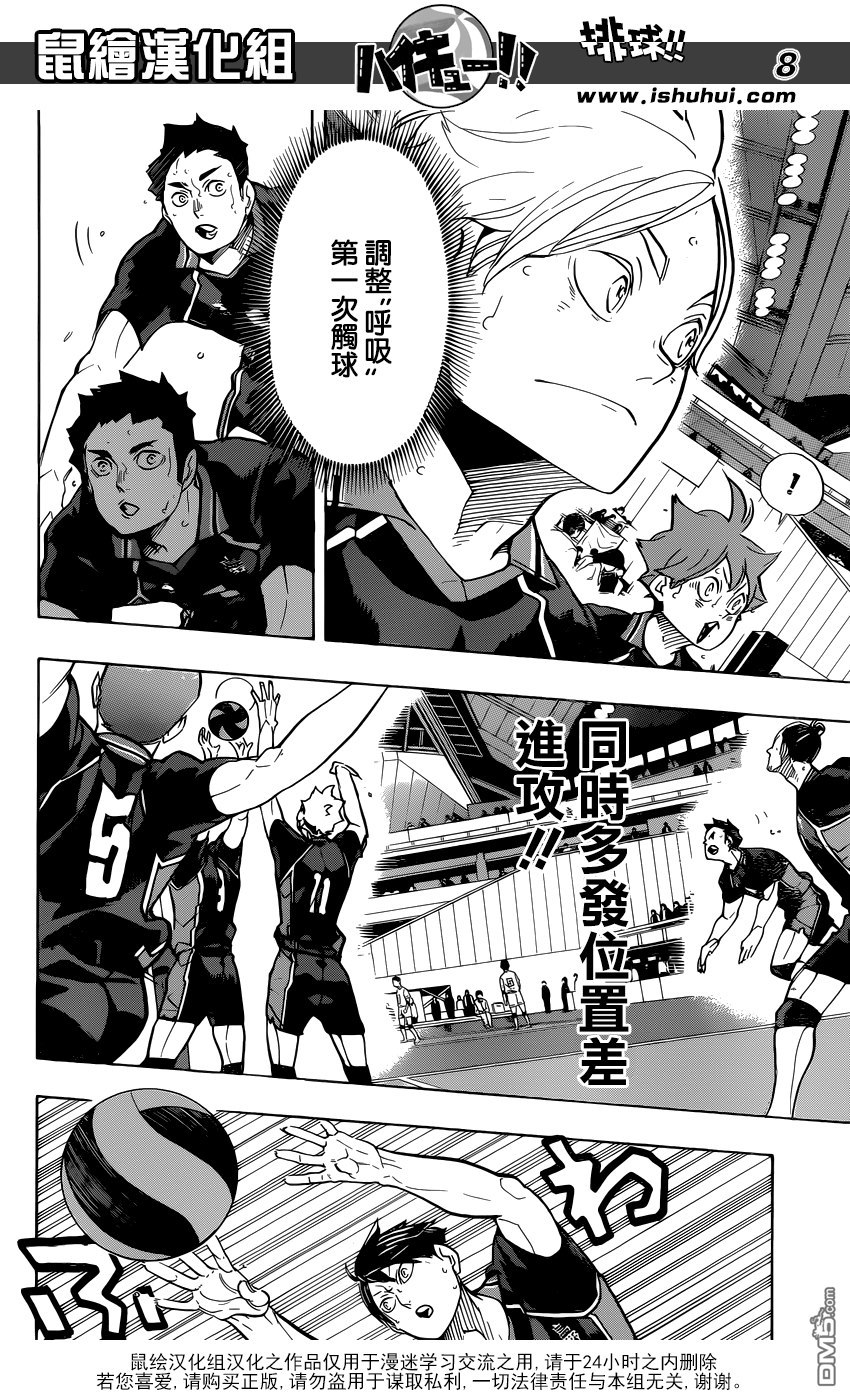 鼠繪漢化組
ハイキュー!!
排球!!
8
www.ishuhui.com
調整“呼吸”
第一次觸球
!
同時多發位置差
進攻!!
5
11
ふわ
鼠绘汉化组汉化之作品仅用于漫迷学习交流之用,请于24小时之内删除
若您喜爱,请购买正版,请勿盗用于谋取私利,一切法律责任与本组无关,谢谢。
DM5.com